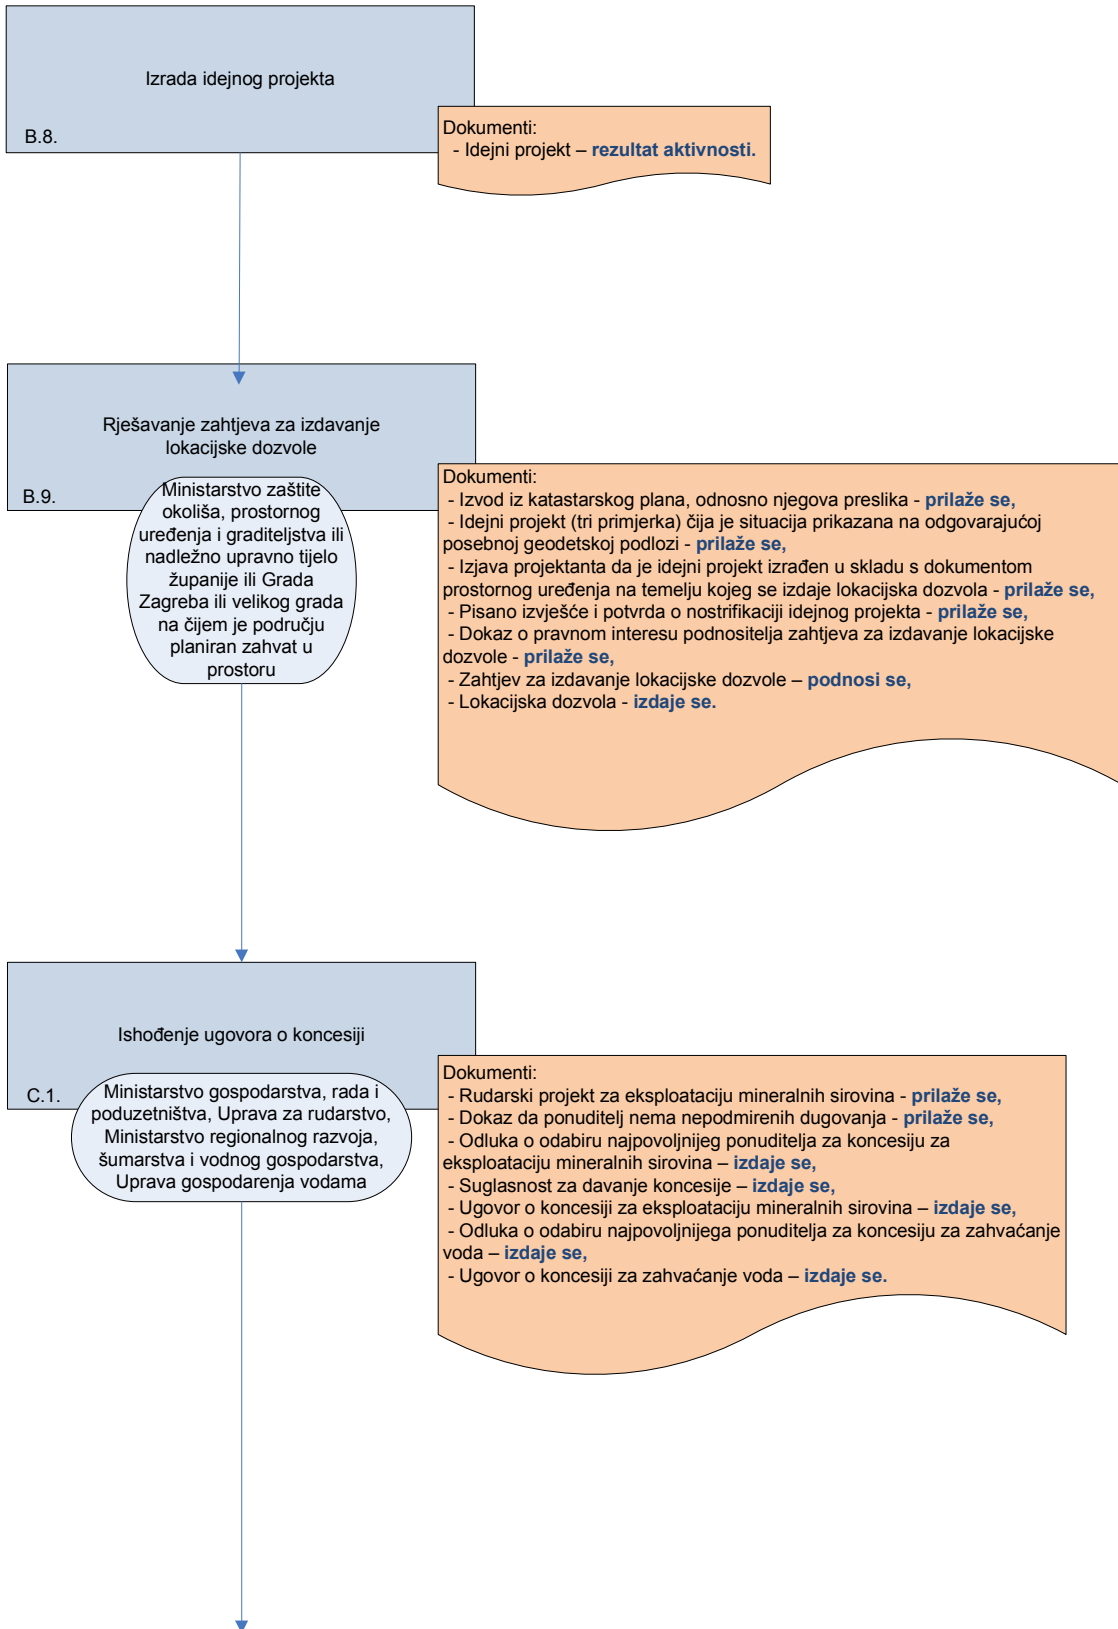 Izrada idejnog projekta
B.8.
Dokumenti:
- Idejni projekt – rezultat aktivnosti.
Rješavanje zahtjeva za izdavanje
lokacijske dozvole
B.9.
Ministarstvo zaštite
okoliša, prostornog
uređenja i graditeljstva ili
nadležno upravno tijelo
županije ili Grada
Zagreba ili velikog grada
na čijem je području
planiran zahvat u
prostoru
Dokumenti:
- Izvod iz katastarskog plana, odnosno njegova preslika - prilaže se,
- Idejni projekt (tri primjerka) čija je situacija prikazana na odgovarajućoj
posebnoj geodetskoj podlozi - prilaže se,
- Izjava projektanta da je idejni projekt izrađen u skladu s dokumentom
prostornog uređenja na temelju kojeg se izdaje lokacijska dozvola - prilaže se,
- Pisano izvješće i potvrda o nostrifikaciji idejnog projekta - prilaže se,
- Dokaz o pravnom interesu podnositelja zahtjeva za izdavanje lokacijske
dozvole - prilaže se,
- Zahtjev za izdavanje lokacijske dozvole – podnosi se,
- Lokacijska dozvola - izdaje se.
Ishođenje ugovora o koncesiji
C.1.
Ministarstvo gospodarstva, rada i
poduzetništva, Uprava za rudarstvo,
Ministarstvo regionalnog razvoja,
šumarstva i vodnog gospodarstva,
Uprava gospodarenja vodama
Dokumenti:
- Rudarski projekt za eksploataciju mineralnih sirovina - prilaže se,
- Dokaz da ponuditelj nema nepodmirenih dugovanja - prilaže se,
- Odluka o odabiru najpovoljnijeg ponuditelja za koncesiju za
eksploataciju mineralnih sirovina – izdaje se,
- Suglasnost za davanje koncesije – izdaje se,
- Ugovor o koncesiji za eksploataciju mineralnih sirovina – izdaje se,
- Odluka o odabiru najpovoljnijega ponuditelja za koncesiju za zahvaćanje
voda – izdaje se,
- Ugovor o koncesiji za zahvaćanje voda – izdaje se.